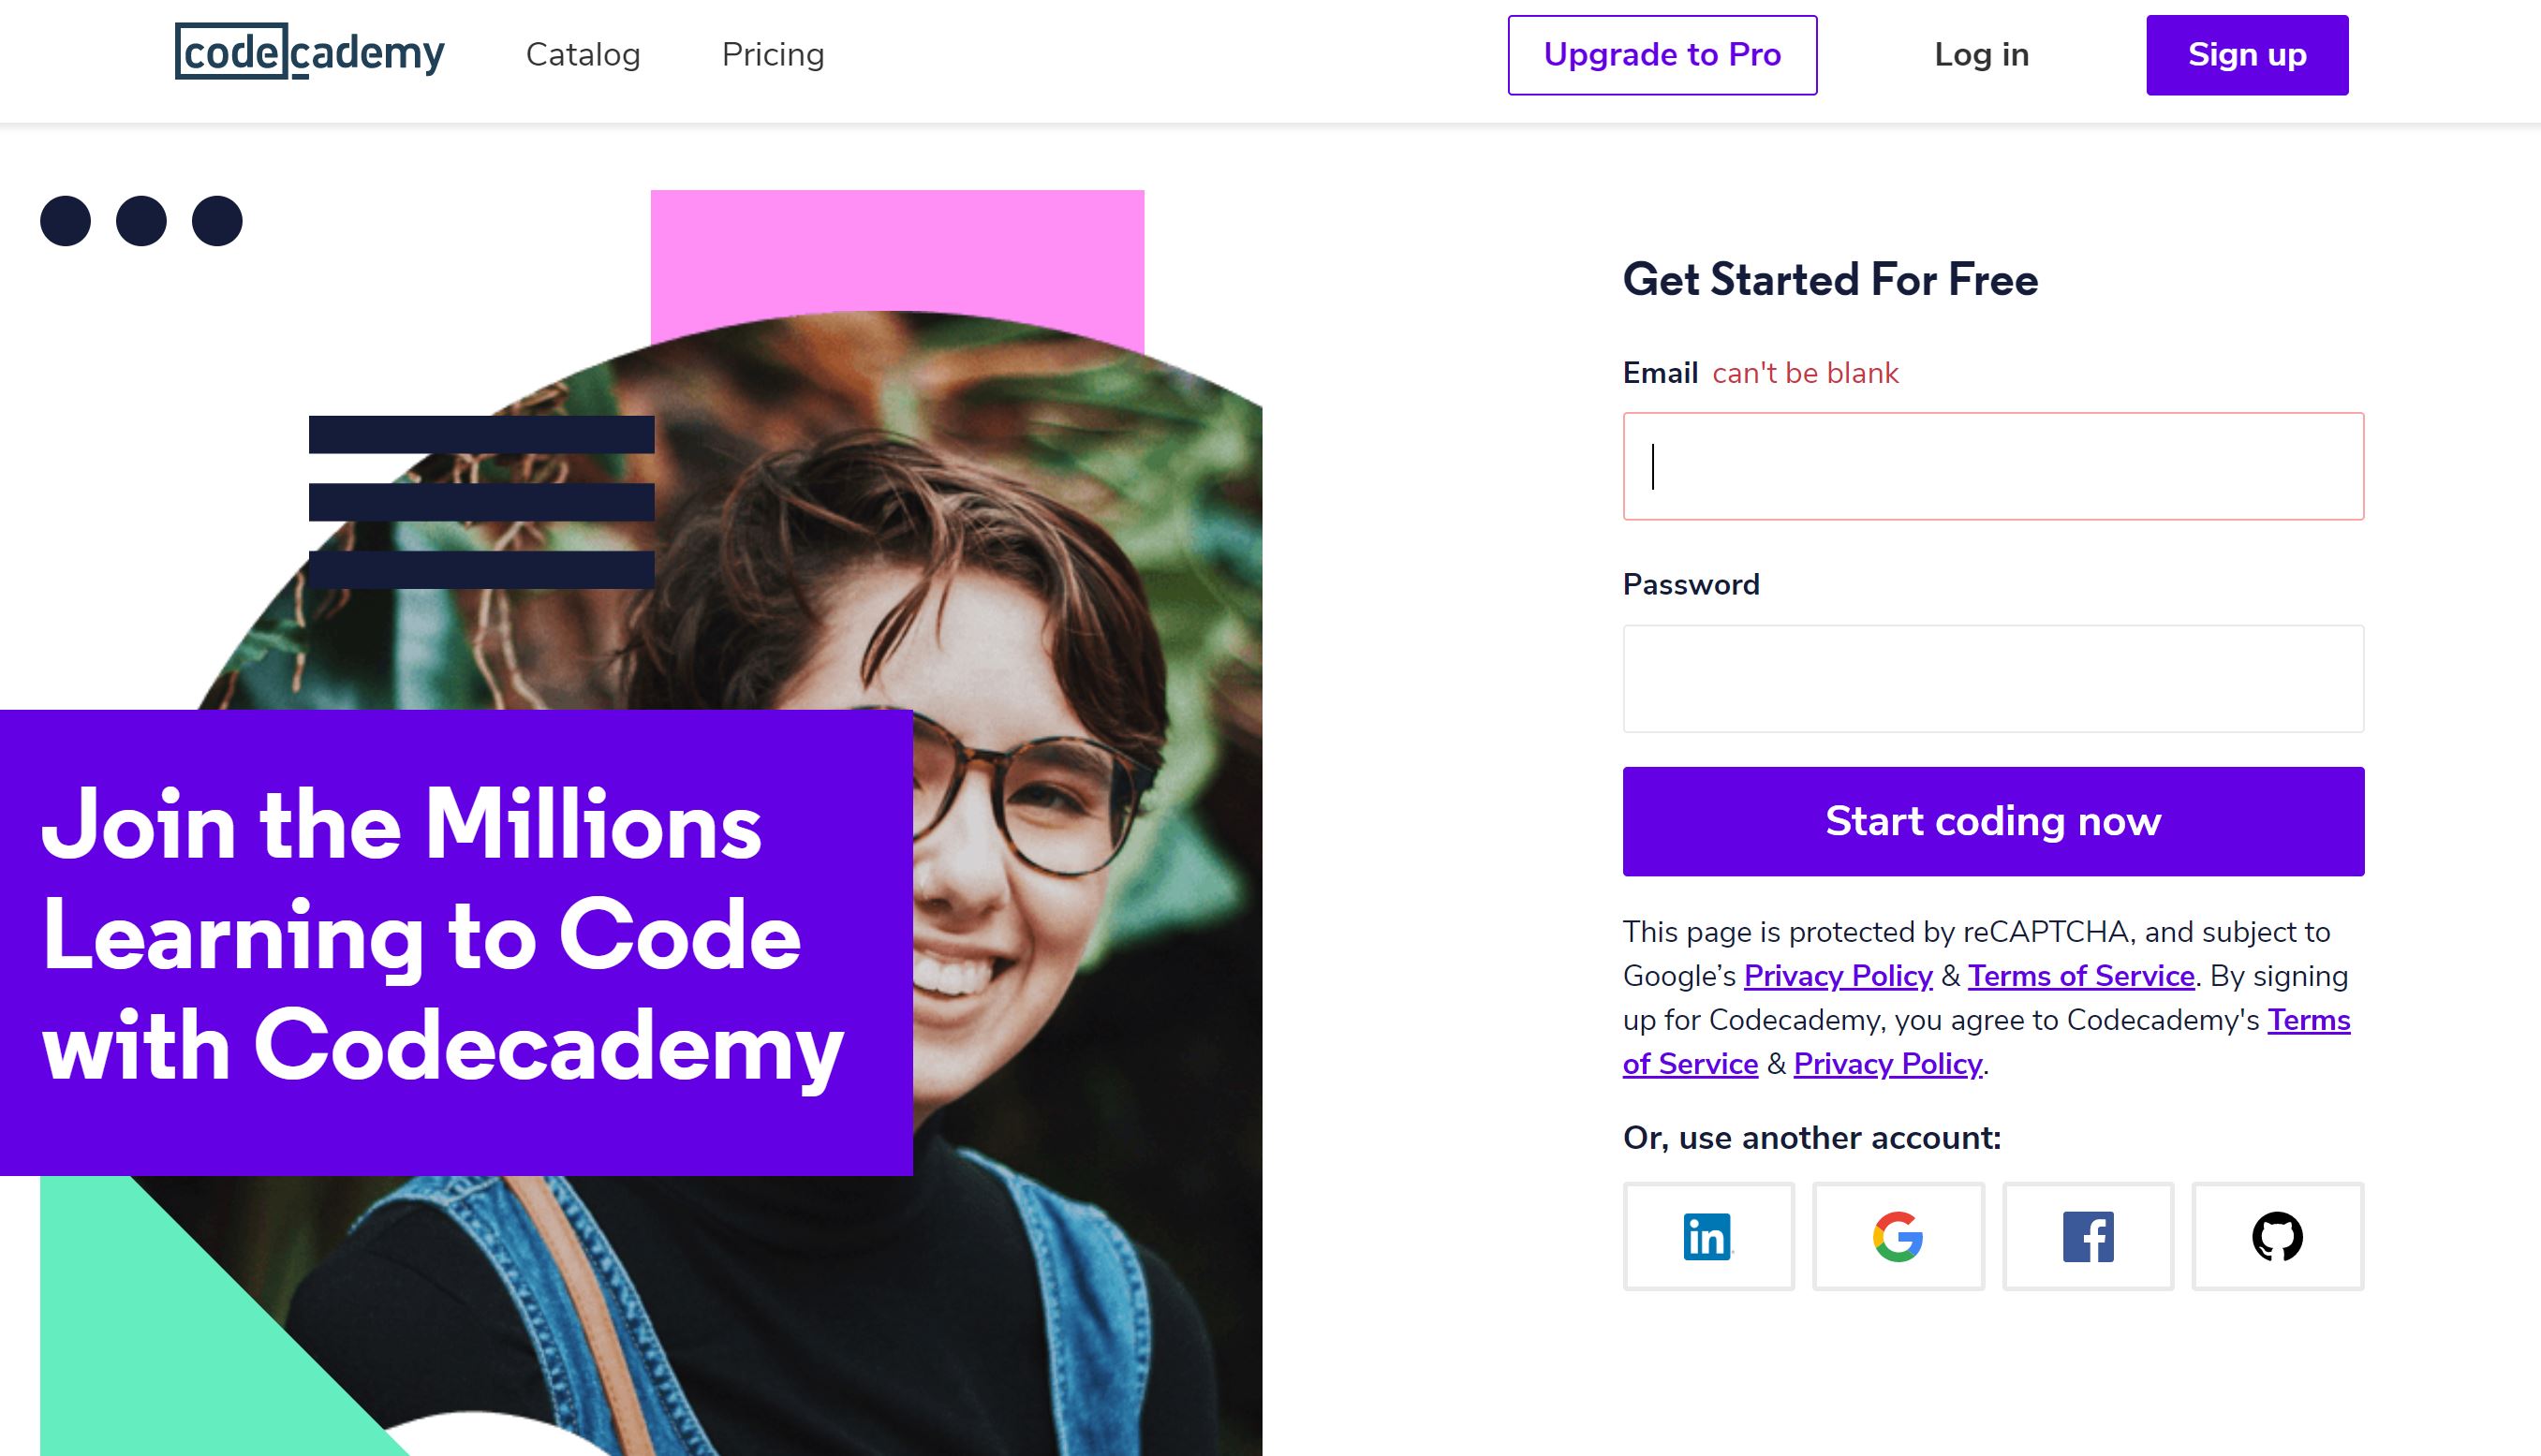 codecademy
Catalog
Pricing
Upgrade to Pro
Log in
Sign up
Join the Millions
Learning to Code
with Codecademy
Get Started For Free
Email can't be blank
Password
Start coding now
This page is protected by reCAPTCHA, and subject to
Google’s Privacy Policy & Terms of Service. By signing
up for Codecademy, you agree to Codecademy's Terms
of Service & Privacy Policy.
Or, use another account:
in
G
f